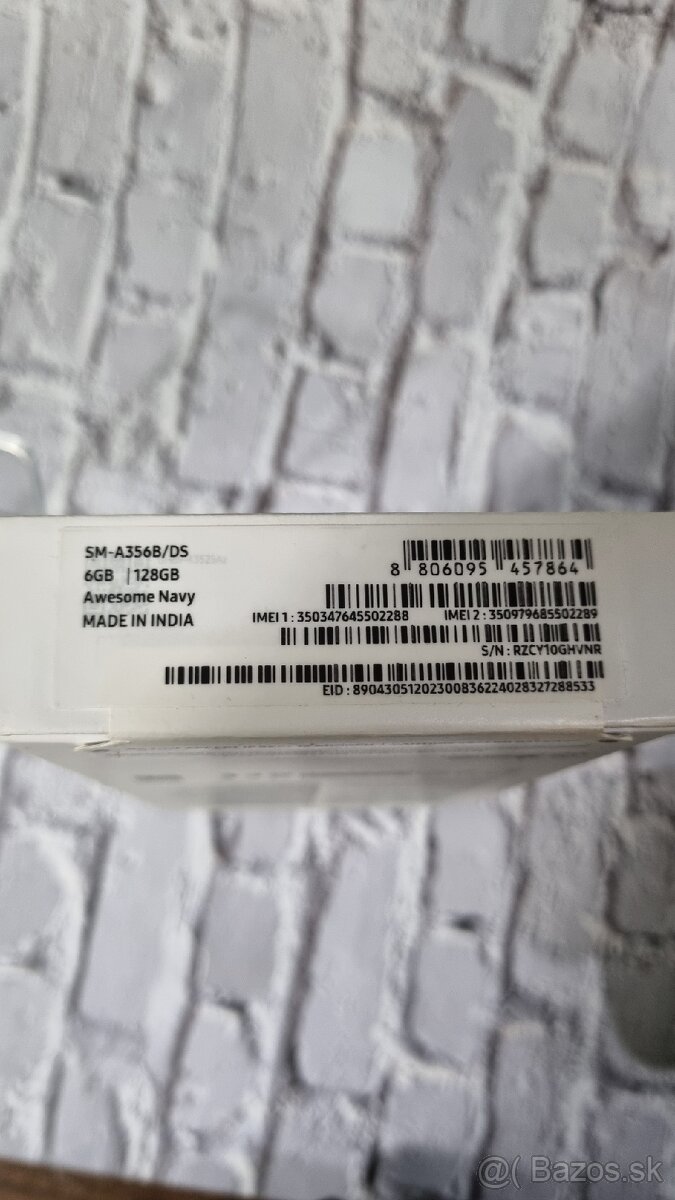 SM-A356B/DS
6GB | 128GB
Awesome Navy
MADE IN INDIA
8 806095 457864
IMEI 1 : 350347645502288 IMEI 2 : 350979685502289
S/N : RZCY10GHVNR
EID : 89043051202300836224028327288533
@( Bazos.sk